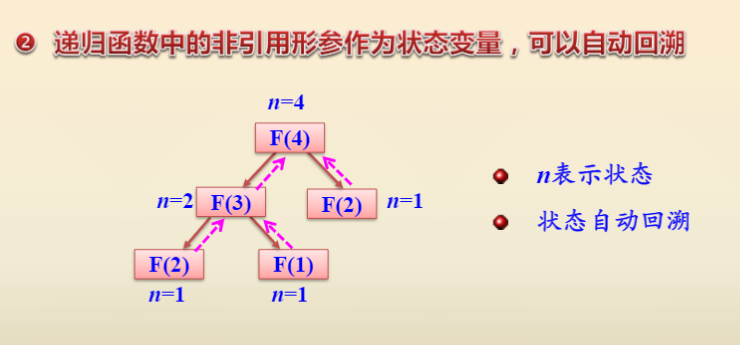 ❷ 递归函数中的非引用形参作为状态变量，可以自动回溯
n=4
F(4)
n=2 F(3) F(2) n=1
F(2) F(1)
n=1 n=1
n表示状态
状态自动回溯